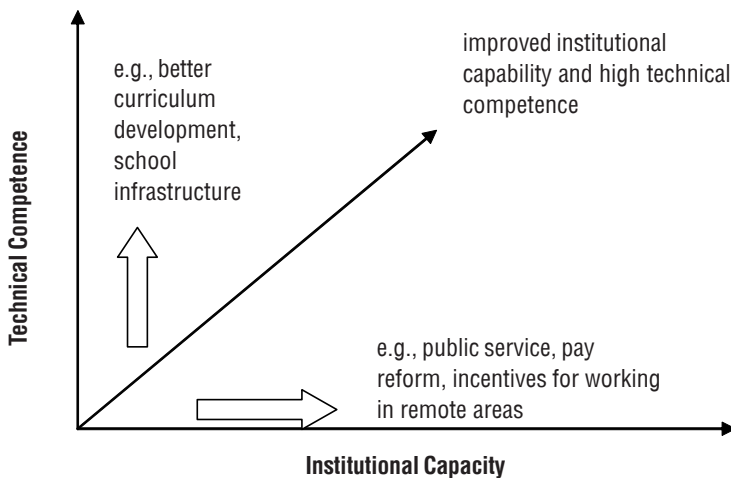 improved institutional
capability and high technical
competence
e.g., better
curriculum
development,
school
infrastructure
Technical Competence
e.g., public service, pay
reform, incentives for working
in remote areas
Institutional Capacity